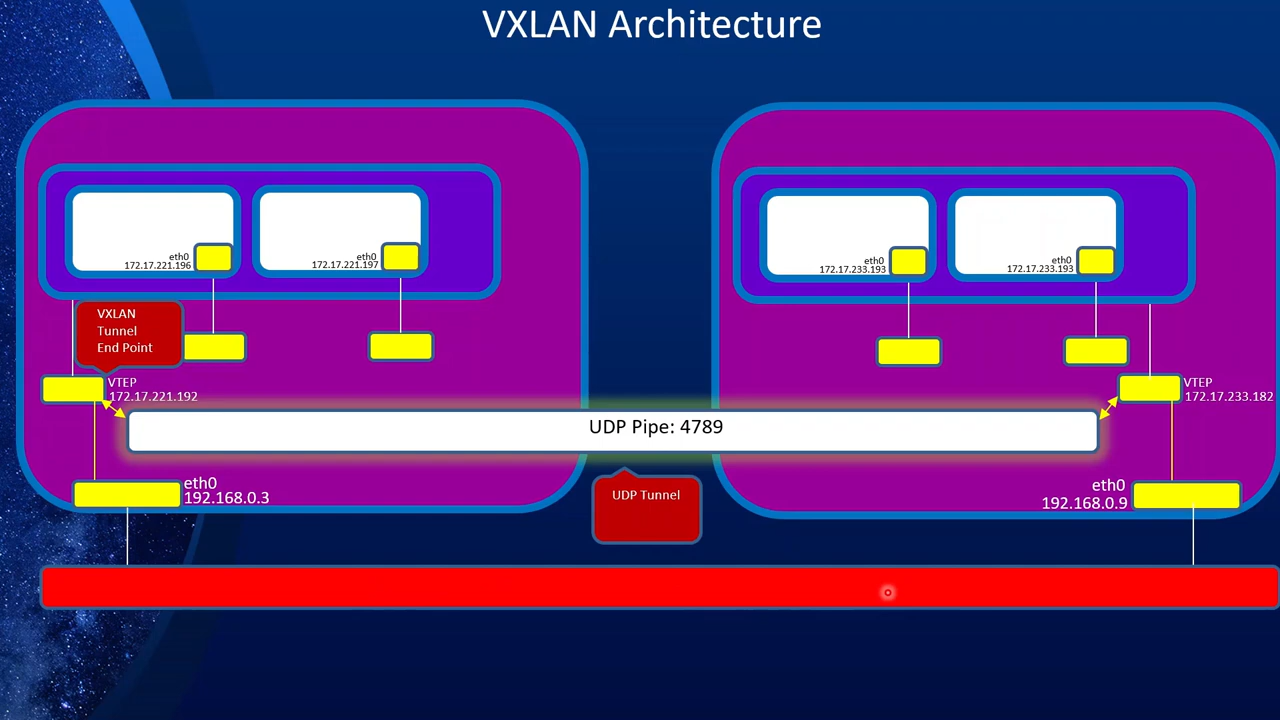 VXLAN Architecture
eth0
172.17.221.196
eth0
172.17.221.197
eth0
172.17.233.193
eth0
172.17.233.193
VXLAN
Tunnel
End Point
VTEP
172.17.221.192
VTEP
172.17.233.182
UDP Pipe: 4789
eth0
192.168.0.3
UDP Tunnel
eth0
192.168.0.9